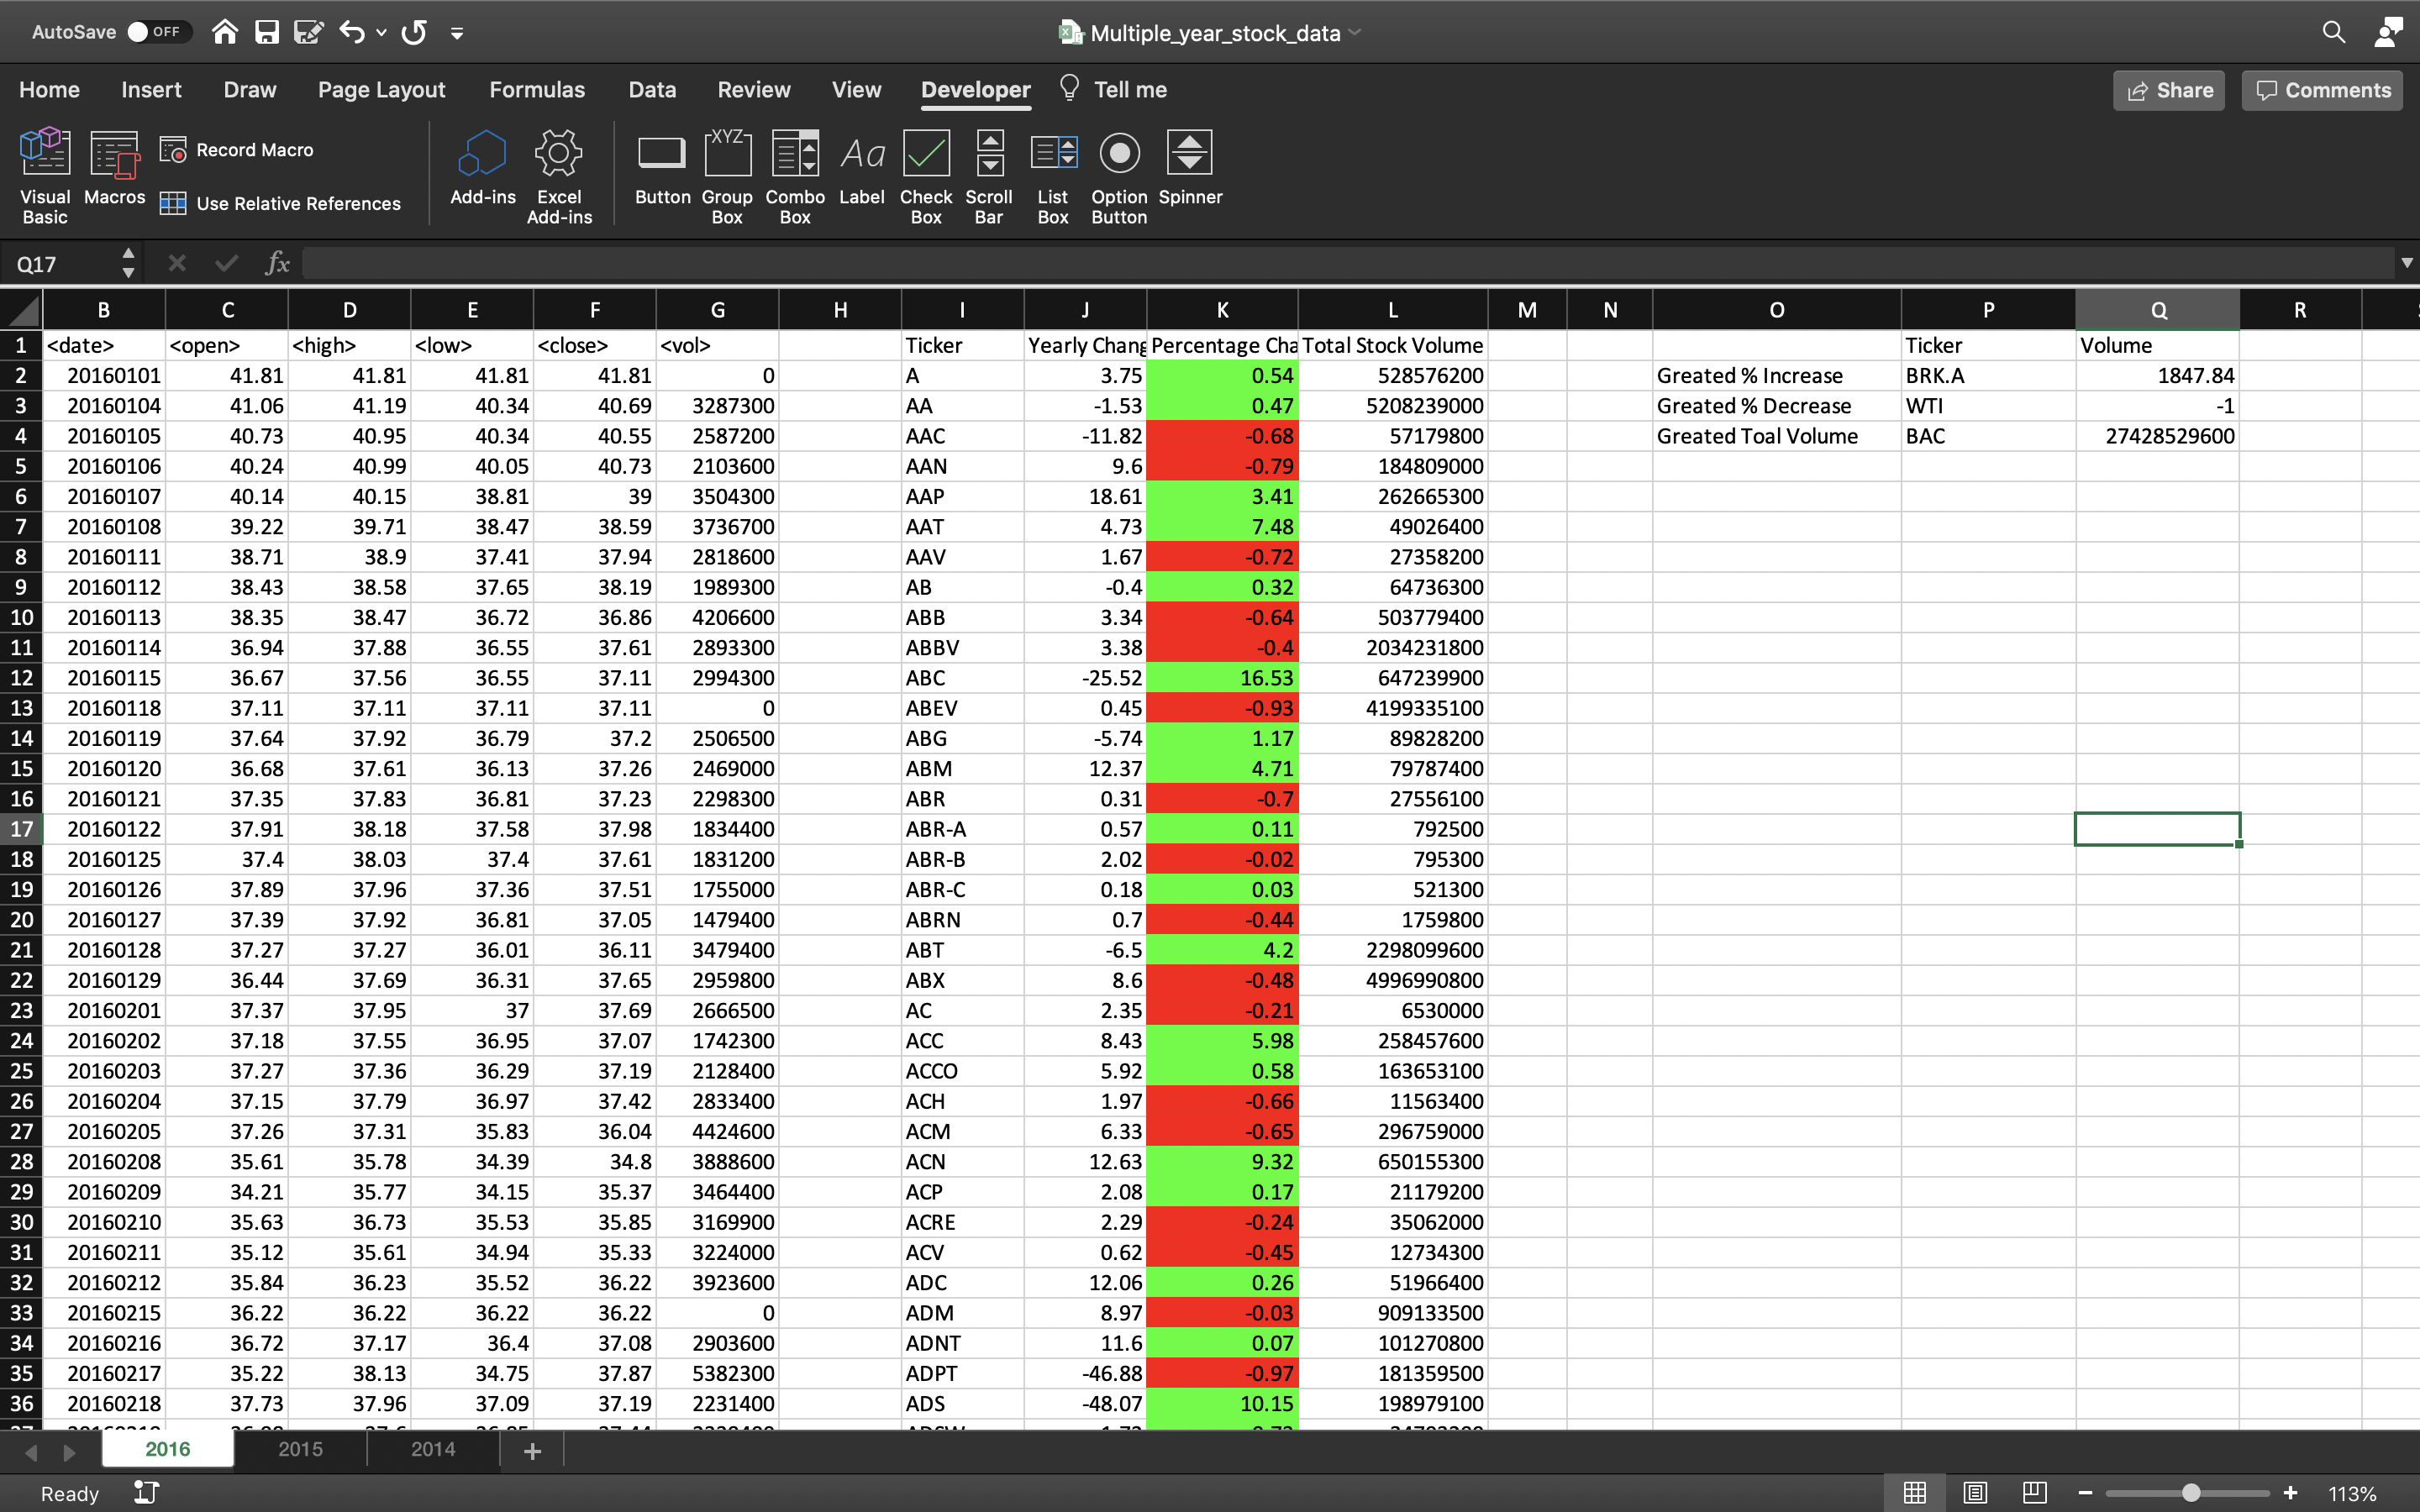 AutoSave OFF Multiple_year_stock_data
Home Insert Draw Page Layout Formulas Data Review View Developer Tell me Share Comments
Visual Basic Macros Record Macro Use Relative References Add-ins Excel Add-ins Button Group Box XYZ Combo Box Aa Label Check Box Scroll Bar List Box Option Button Spinner
Q17 fx
B C D E F G H I J K L M N O P Q R
1 <date> <open> <high> <low> <close> <vol> Ticker Yearly Chang Percentage Cha Total Stock Volume Ticker Volume
2 20160101 41.81 41.81 41.81 41.81 0 A 3.75 0.54 528576200 Greated % Increase BRK.A 1847.84
3 20160104 41.06 41.19 40.34 40.69 3287300 AA -1.53 0.47 5208239000 Greated % Decrease WTI -1
4 20160105 40.73 40.95 40.34 40.55 2587200 AAC -11.82 -0.68 57179800 Greated Toal Volume BAC 27428529600
5 20160106 40.24 40.99 40.05 40.73 2103600 AAN 9.6 -0.79 184809000
6 20160107 40.14 40.15 38.81 39 3504300 AAP 18.61 3.41 262665300
7 20160108 39.22 39.71 38.47 38.59 3736700 AAT 4.73 7.48 49026400
8 20160111 38.71 38.9 37.41 37.94 2818600 AAV 1.67 -0.72 27358200
9 20160112 38.43 38.58 37.65 38.19 1989300 AB -0.4 0.32 64736300
10 20160113 38.35 38.47 36.72 36.86 4206600 ABB 3.34 -0.64 503779400
11 20160114 36.94 37.88 36.55 37.61 2893300 ABBV 3.38 -0.4 2034231800
12 20160115 36.67 37.56 36.55 37.11 2994300 ABC -25.52 16.53 647239900
13 20160118 37.11 37.11 37.11 37.11 0 ABEV 0.45 -0.93 4199335100
14 20160119 37.64 37.92 36.79 37.2 2506500 ABG -5.74 1.17 89828200
15 20160120 36.68 37.61 36.13 37.26 2469000 ABM 12.37 4.71 79787400
16 20160121 37.35 37.83 36.81 37.23 2298300 ABR 0.31 -0.7 27556100
17 20160122 37.91 38.18 37.58 37.98 1834400 ABR-A 0.57 0.11 792500
18 20160125 37.4 38.03 37.4 37.61 1831200 ABR-B 2.02 -0.02 795300
19 20160126 37.89 37.96 37.36 37.51 1755000 ABR-C 0.18 0.03 521300
20 20160127 37.39 37.92 36.81 37.05 1479400 ABRN 0.7 -0.44 1759800
21 20160128 37.27 37.27 36.01 36.11 3479400 ABT -6.5 4.2 2298099600
22 20160129 36.44 37.69 36.31 37.65 2959800 ABX 8.6 -0.48 4996990800
23 20160201 37.37 37.95 37 37.69 2666500 AC 2.35 -0.21 6530000
24 20160202 37.18 37.55 36.95 37.07 1742300 ACC 8.43 5.98 258457600
25 20160203 37.27 37.36 36.29 37.19 2128400 ACCO 5.92 0.58 163653100
26 20160204 37.15 37.79 36.97 37.42 2833400 ACH 1.97 -0.66 11563400
27 20160205 37.26 37.31 35.83 36.04 4424600 ACM 6.33 -0.65 296759000
28 20160208 35.61 35.78 34.39 34.8 3888600 ACN 12.63 9.32 650155300
29 20160209 34.21 35.77 34.15 35.37 3464400 ACP 2.08 0.17 21179200
30 20160210 35.63 36.73 35.53 35.85 3169900 ACRE 2.29 -0.24 35062000
31 20160211 35.12 35.61 34.94 35.33 3224000 ACV 0.62 -0.45 12734300
32 20160212 35.84 36.23 35.52 36.22 3923600 ADC 12.06 0.26 51966400
33 20160215 36.22 36.22 36.22 36.22 0 ADM 8.97 -0.03 909133500
34 20160216 36.72 37.17 36.4 37.08 2903600 ADNT 11.6 0.07 101270800
35 20160217 35.22 38.13 34.75 37.87 5382300 ADPT -46.88 -0.97 181359500
36 20160218 37.73 37.96 37.09 37.19 2231400 ADS -48.07 10.15 198979100
2016 2015 2014
Ready 113%